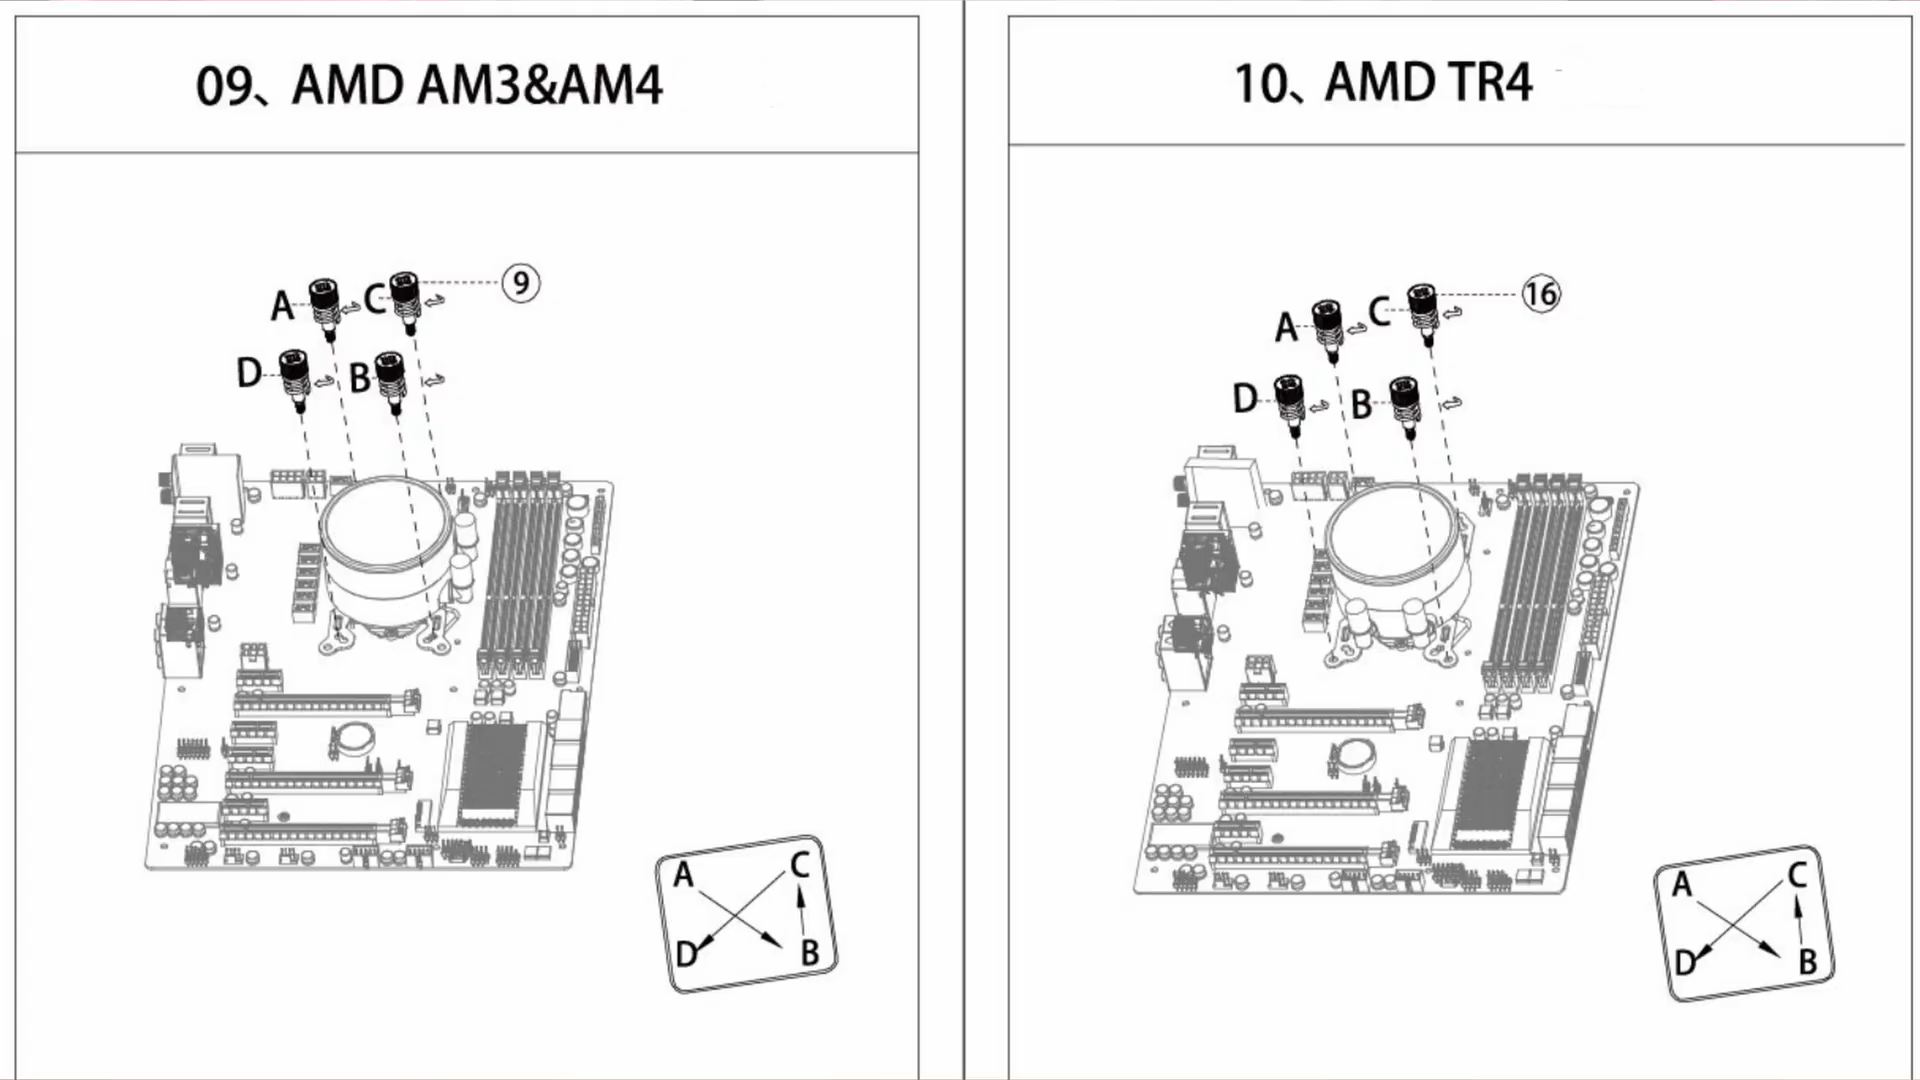 09、AMD AM3&AM4
A C 9
D B
A C
D B
10、AMD TR4
A C 16
D B
A C
D B